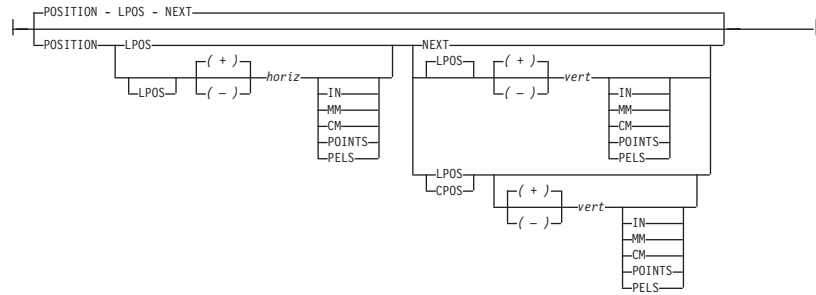 POSITION - LPOS - NEXT
POSITION LPOS NEXT
LPOS ( + ) horiz LPOS ( + ) vert
( – ) IN ( – ) IN
MM MM
CM CM
POINTS POINTS
PELS PELS
LPOS
CPOS ( + ) vert
( – ) IN
MM
CM
POINTS
PELS